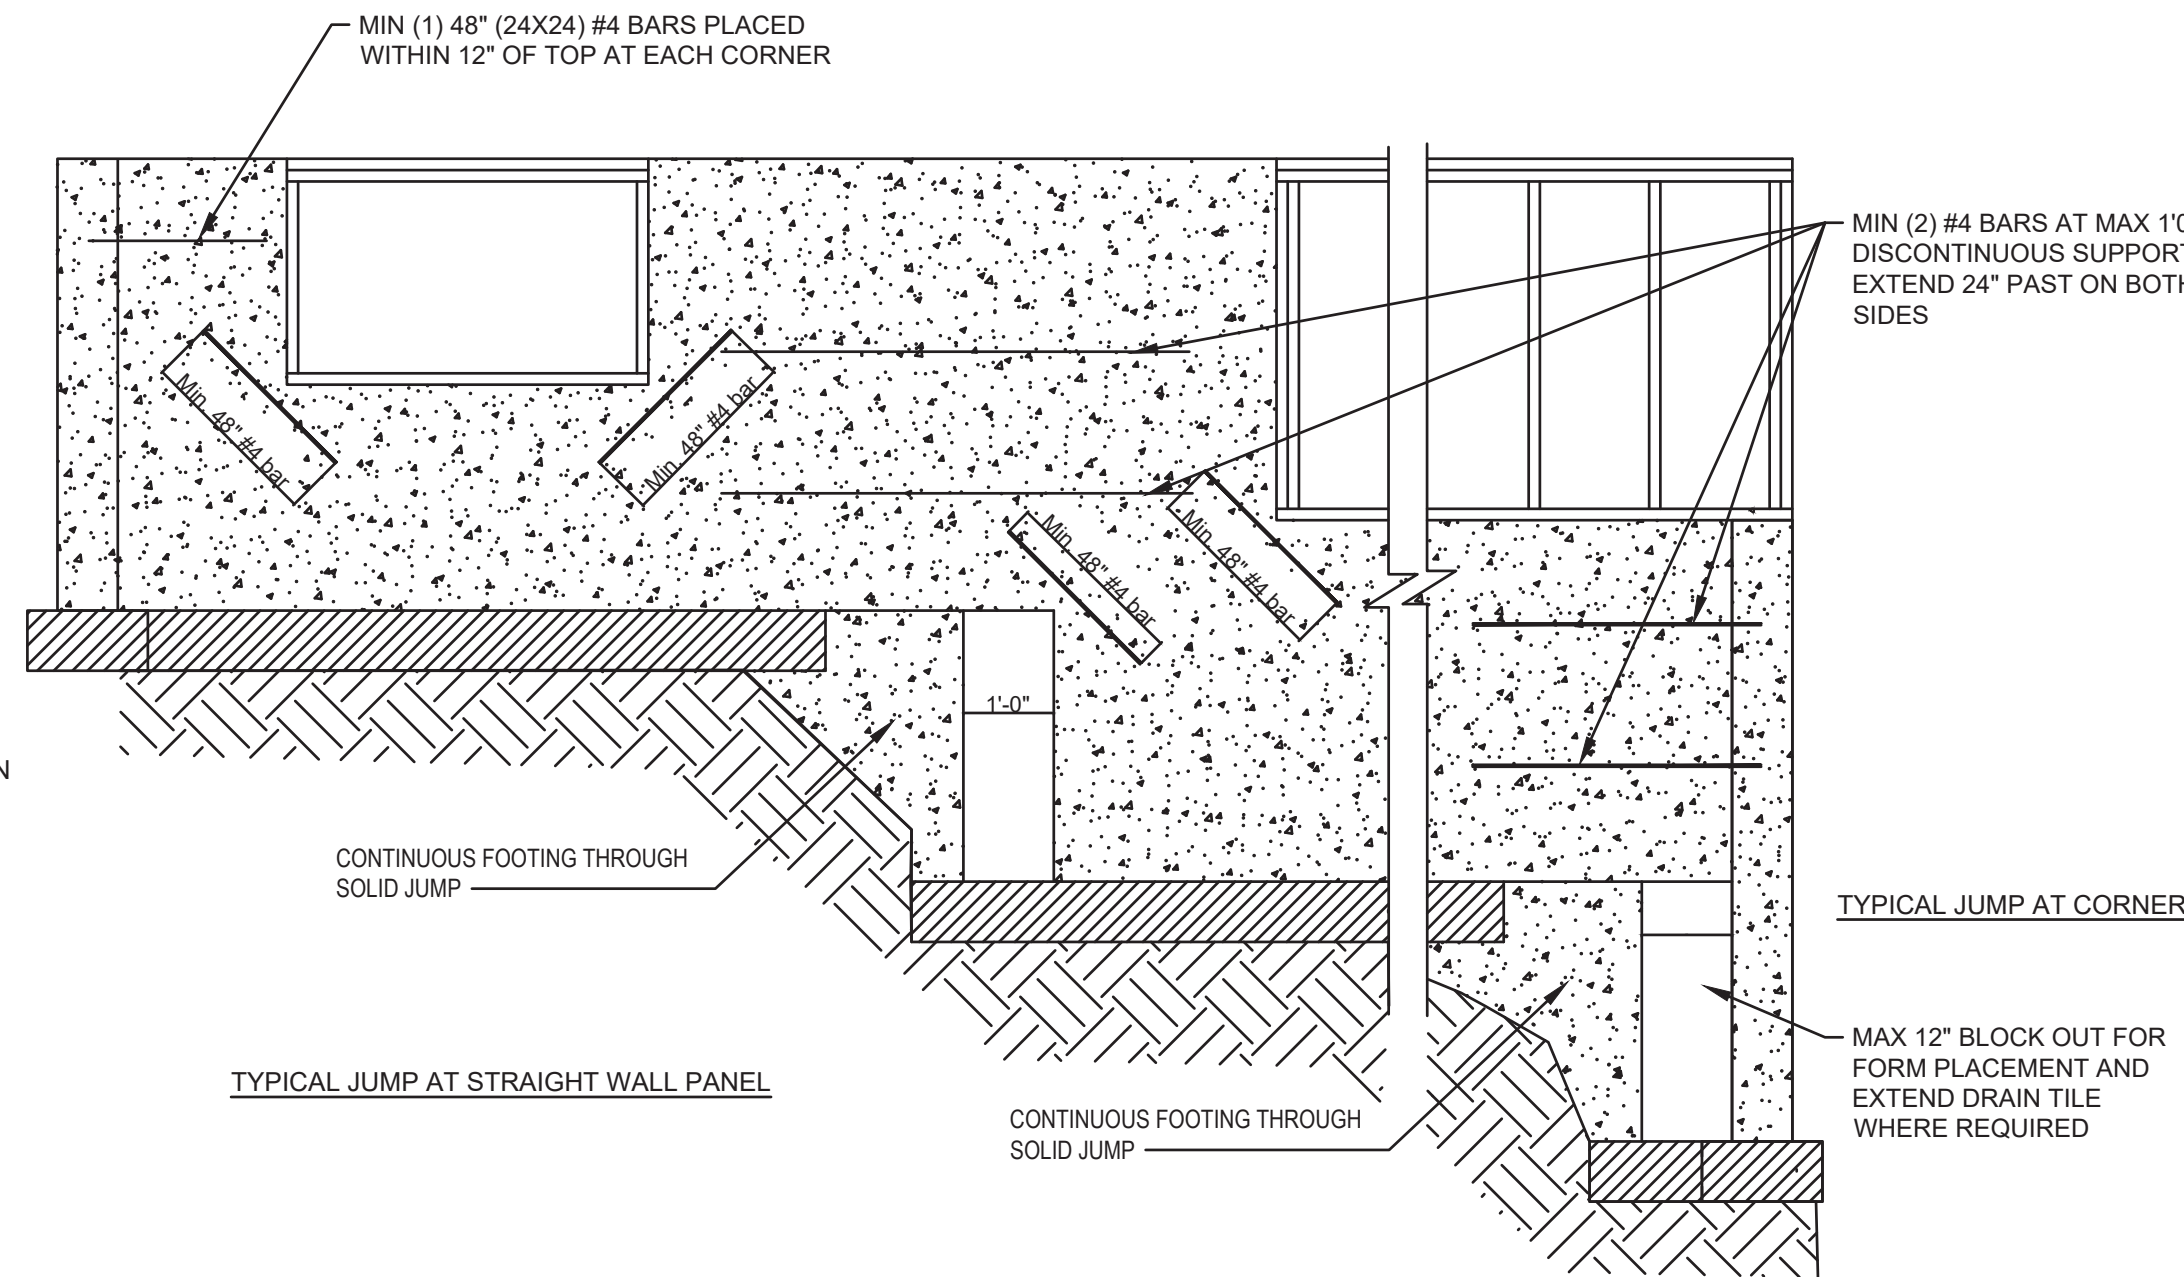 MIN (1) 48" (24X24) #4 BARS PLACED
WITHIN 12" OF TOP AT EACH CORNER
MIN (2) #4 BARS AT MAX
DISCONTINUOUS
EXTEND 24" PAST ON
SIDES
Min. 48" #4 bar
Min. 48" #4 bar
Min. 48" #4 bar
Min. 48" #4 bar
1'-0"
CONTINUOUS FOOTING THROUGH
SOLID JUMP
TYPICAL JUMP AT CORNER
TYPICAL JUMP AT STRAIGHT WALL PANEL
MAX 12" BLOCK OUT FOR
FORM PLACEMENT AND
EXTEND DRAIN TILE
WHERE REQUIRED
CONTINUOUS FOOTING THROUGH
SOLID JUMP